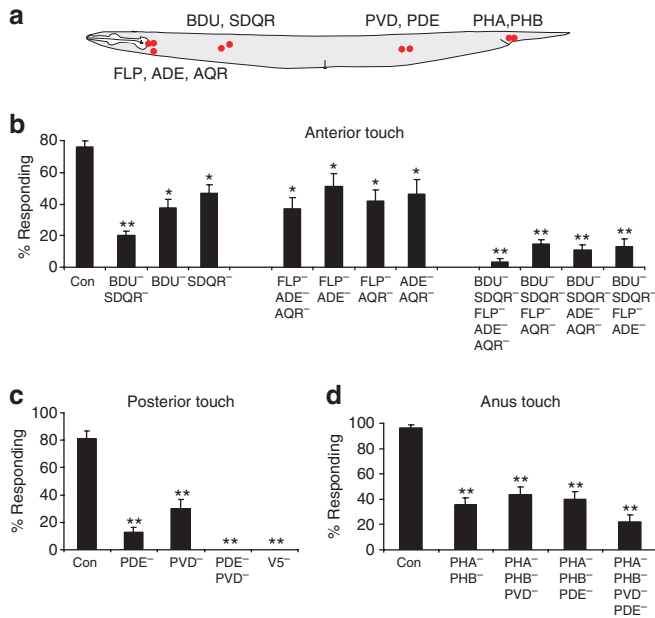 a
BDU, SDQR PVD, PDE PHA,PHB
FLP, ADE, AQR
b
Anterior touch
% Responding
80
60
40
20
0
** * * * * * * ** ** ** **
Con BDU⁻ BDU⁻ SDQR⁻ FLP⁻ FLP⁻ FLP⁻ ADE⁻ BDU⁻ BDU⁻ BDU⁻ BDU⁻
SDQR⁻ ADE⁻ ADE⁻ AQR⁻ AQR⁻ SDQR⁻ SDQR⁻ SDQR⁻ SDQR⁻
AQR⁻ FLP⁻ FLP⁻ ADE⁻ FLP⁻
ADE⁻ AQR⁻ AQR⁻ ADE⁻
AQR⁻
c
Posterior touch
% Responding
100
80
60
40
20
0
** ** ** **
Con PDE⁻ PVD⁻ PDE⁻ V5⁻
PVD⁻
d
Anus touch
% Responding
100
80
60
40
20
0
** ** ** **
Con PHA⁻ PHA⁻ PHA⁻ PHA⁻
PHB⁻ PHB⁻ PHB⁻ PHB⁻
PVD⁻ PDE⁻ PVD⁻
PDE⁻